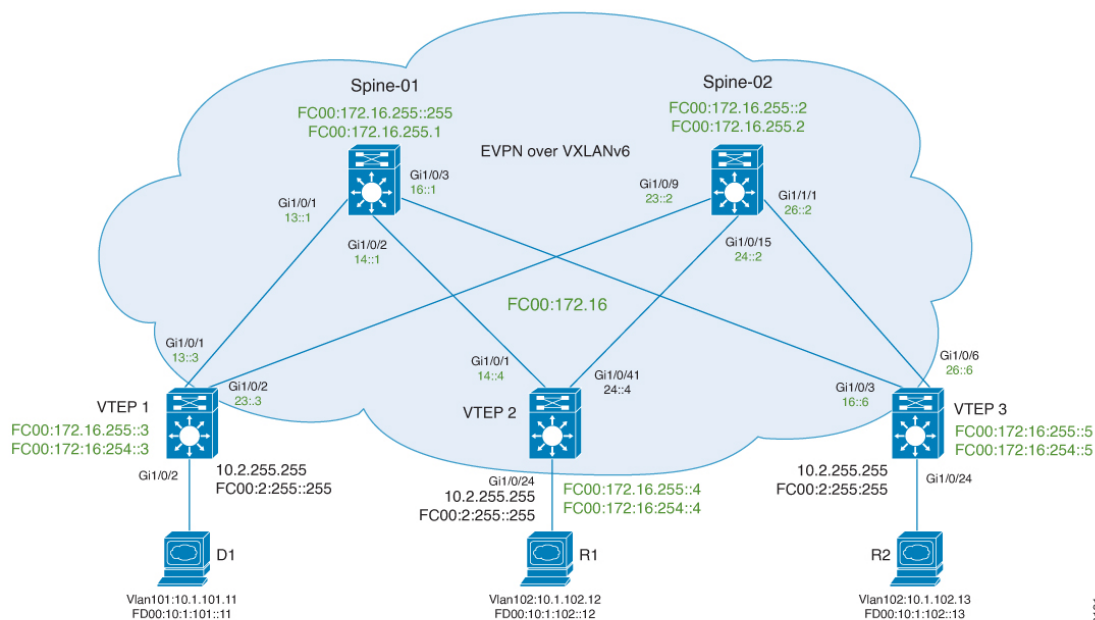 Spine-01
FC00:172.16.255::255
FC00:172.16.255.1
Spine-02
FC00:172.16.255::2
FC00:172.16.255.2
EVPN over VXLANv6
Gi1/0/3
16::1
Gi1/0/1
13::1
Gi1/0/2
14::1
Gi1/0/9
23::2
Gi1/1/1
26::2
Gi1/0/15
24::2
FC00:172.16
Gi1/0/1
13::3
Gi1/0/2
23:.3
Gi1/0/1
14::4
Gi1/0/41
24::4
Gi1/0/3
16::6
Gi1/0/6
26::6
VTEP 1
FC00:172.16.255::3
FC00:172:16:254::3
VTEP 2
VTEP 3
FC00:172:16:255::5
FC00:172:16:254::5
Gi1/0/2
10.2.255.255
FC00:2:255::255
Gi1/0/24
10.2.255.255
FC00:2:255::255
FC00:172.16.255::4
FC00:172:16:254::4
10.2.255.255
FC00:2:255:255
Gi1/0/24
D1
R1
R2
Vlan101:10.1.101.11
FD00:10:1:101::11
Vlan102:10.1.102.12
FD00:10:1:102::12
Vlan102:10.1.102.13
FD00:10:1:102::13